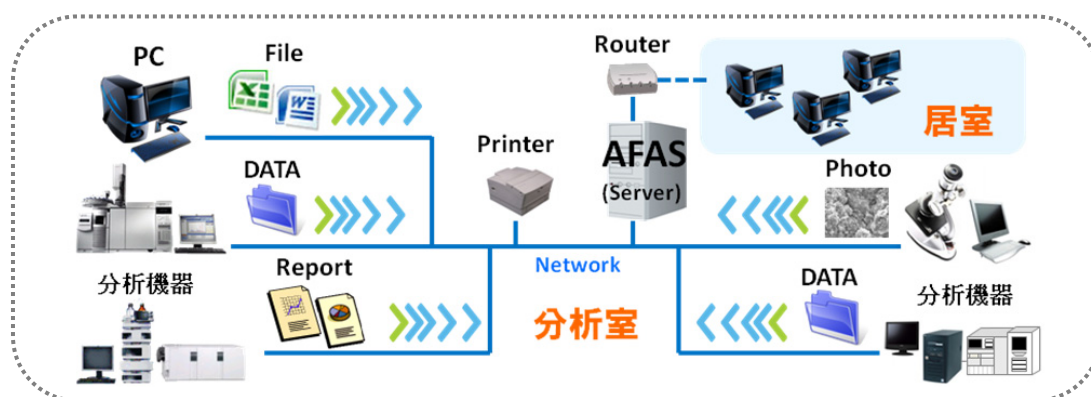 PC
File
Router
居室
Printer
AFAS
(Server)
DATA
Photo
分析機器
Report
Network
分析室
DATA
分析機器